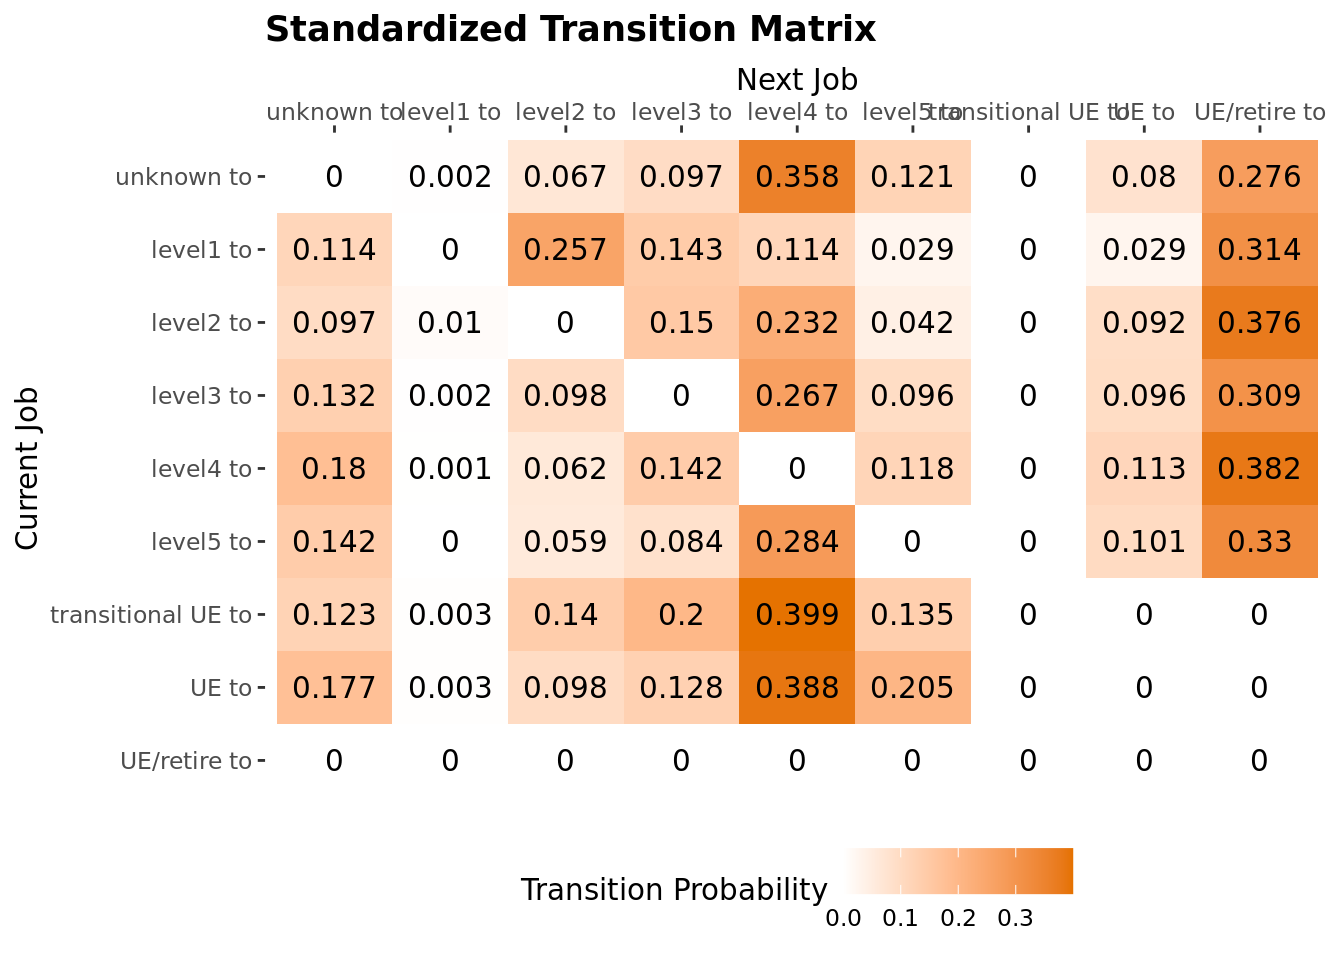 Standardized Transition Matrix
Next Job
unknown to level1 to level2 to level3 to level4 to level5 to transitional UE to UE to UE/retire to
Current Job
unknown to 0 0.002 0.067 0.097 0.358 0.121 0 0.08 0.276
level1 to 0.114 0 0.257 0.143 0.114 0.029 0 0.029 0.314
level2 to 0.097 0.01 0 0.15 0.232 0.042 0 0.092 0.376
level3 to 0.132 0.002 0.098 0 0.267 0.096 0 0.096 0.309
level4 to 0.18 0.001 0.062 0.142 0 0.118 0 0.113 0.382
level5 to 0.142 0 0.059 0.084 0.284 0 0 0.101 0.33
transitional UE to 0.123 0.003 0.14 0.2 0.399 0.135 0 0 0
UE to 0.177 0.003 0.098 0.128 0.388 0.205 0 0 0
UE/retire to 0 0 0 0 0 0 0 0 0
Transition Probability
0.0 0.1 0.2 0.3